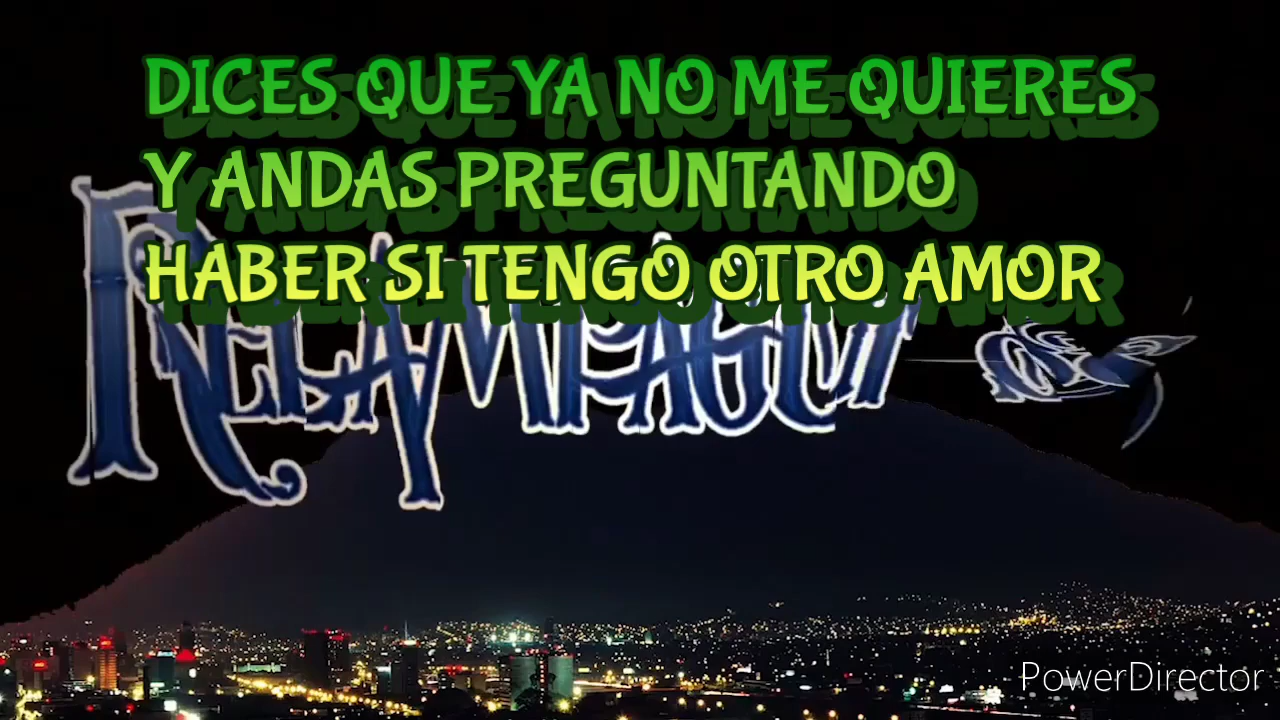 DICES QUE YA NO ME QUIERES
Y ANDAS PREGUNTANDO
HABER SI TENGO OTRO AMOR
PowerDirector